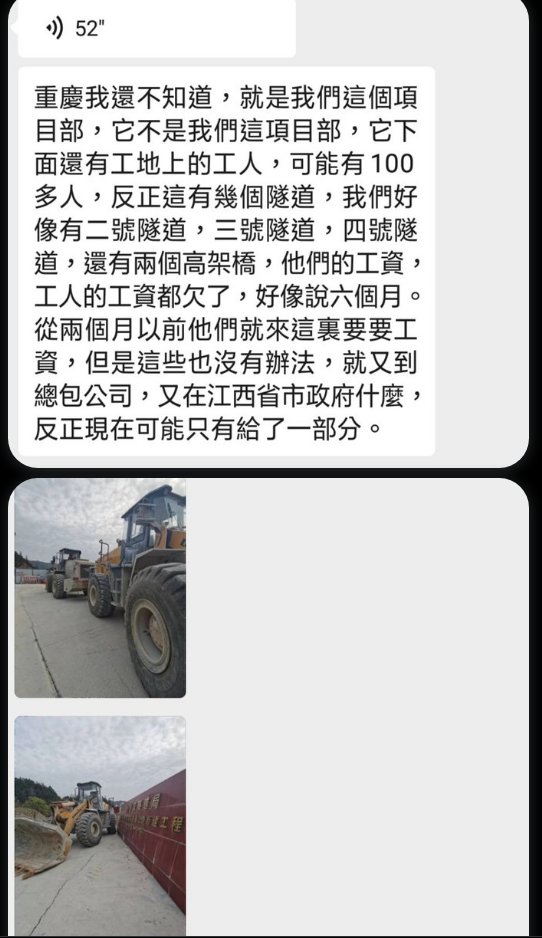 52"
重慶我還不知道，就是我們這個項
目部，它不是我們這項目部，它下
面還有工地上的工人，可能有100
多人，反正這有幾個隧道，我們好
像有二號隧道，三號隧道，四號隧
道，還有兩個高架橋，他們的工資，
工人的工資都欠了，好像說六個月。
從兩個月以前他們就來這裏要要工
資，但是這些也沒有辦法，就又到
總包公司，又在江西省市政府什麼，
反正現在可能只有給了一部分。